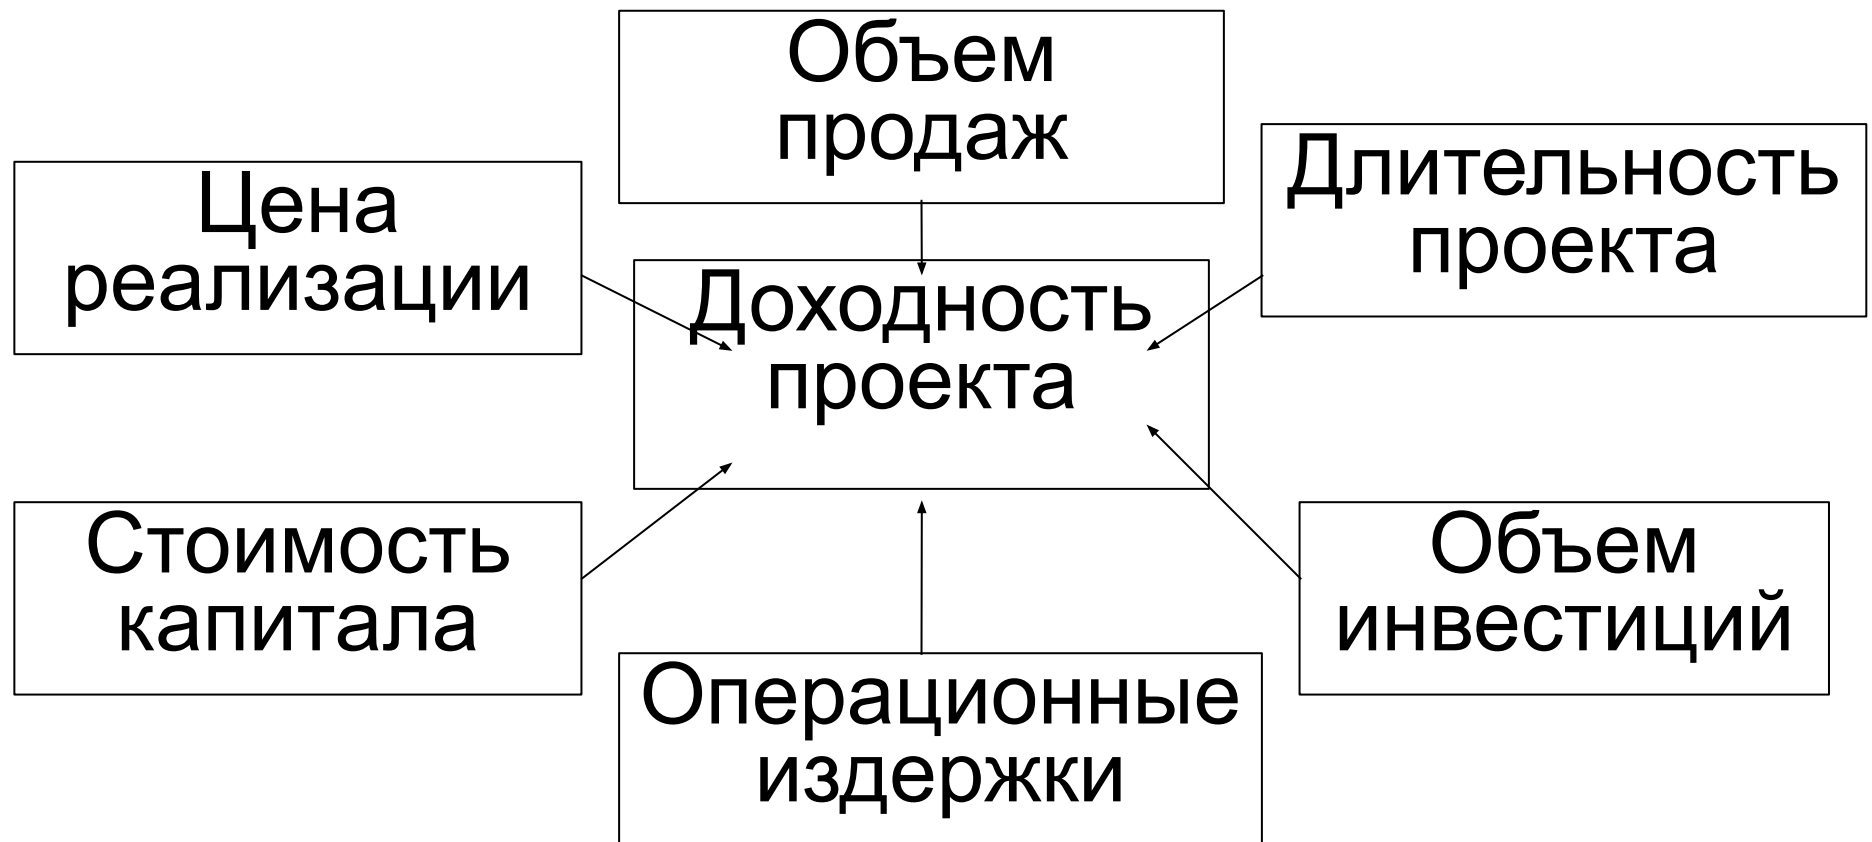 Объем
продаж
Длительность
проекта
Цена
реализации
Доходность
проекта
Стоимость
капитала
Объем
инвестиций
Операционные
издержки